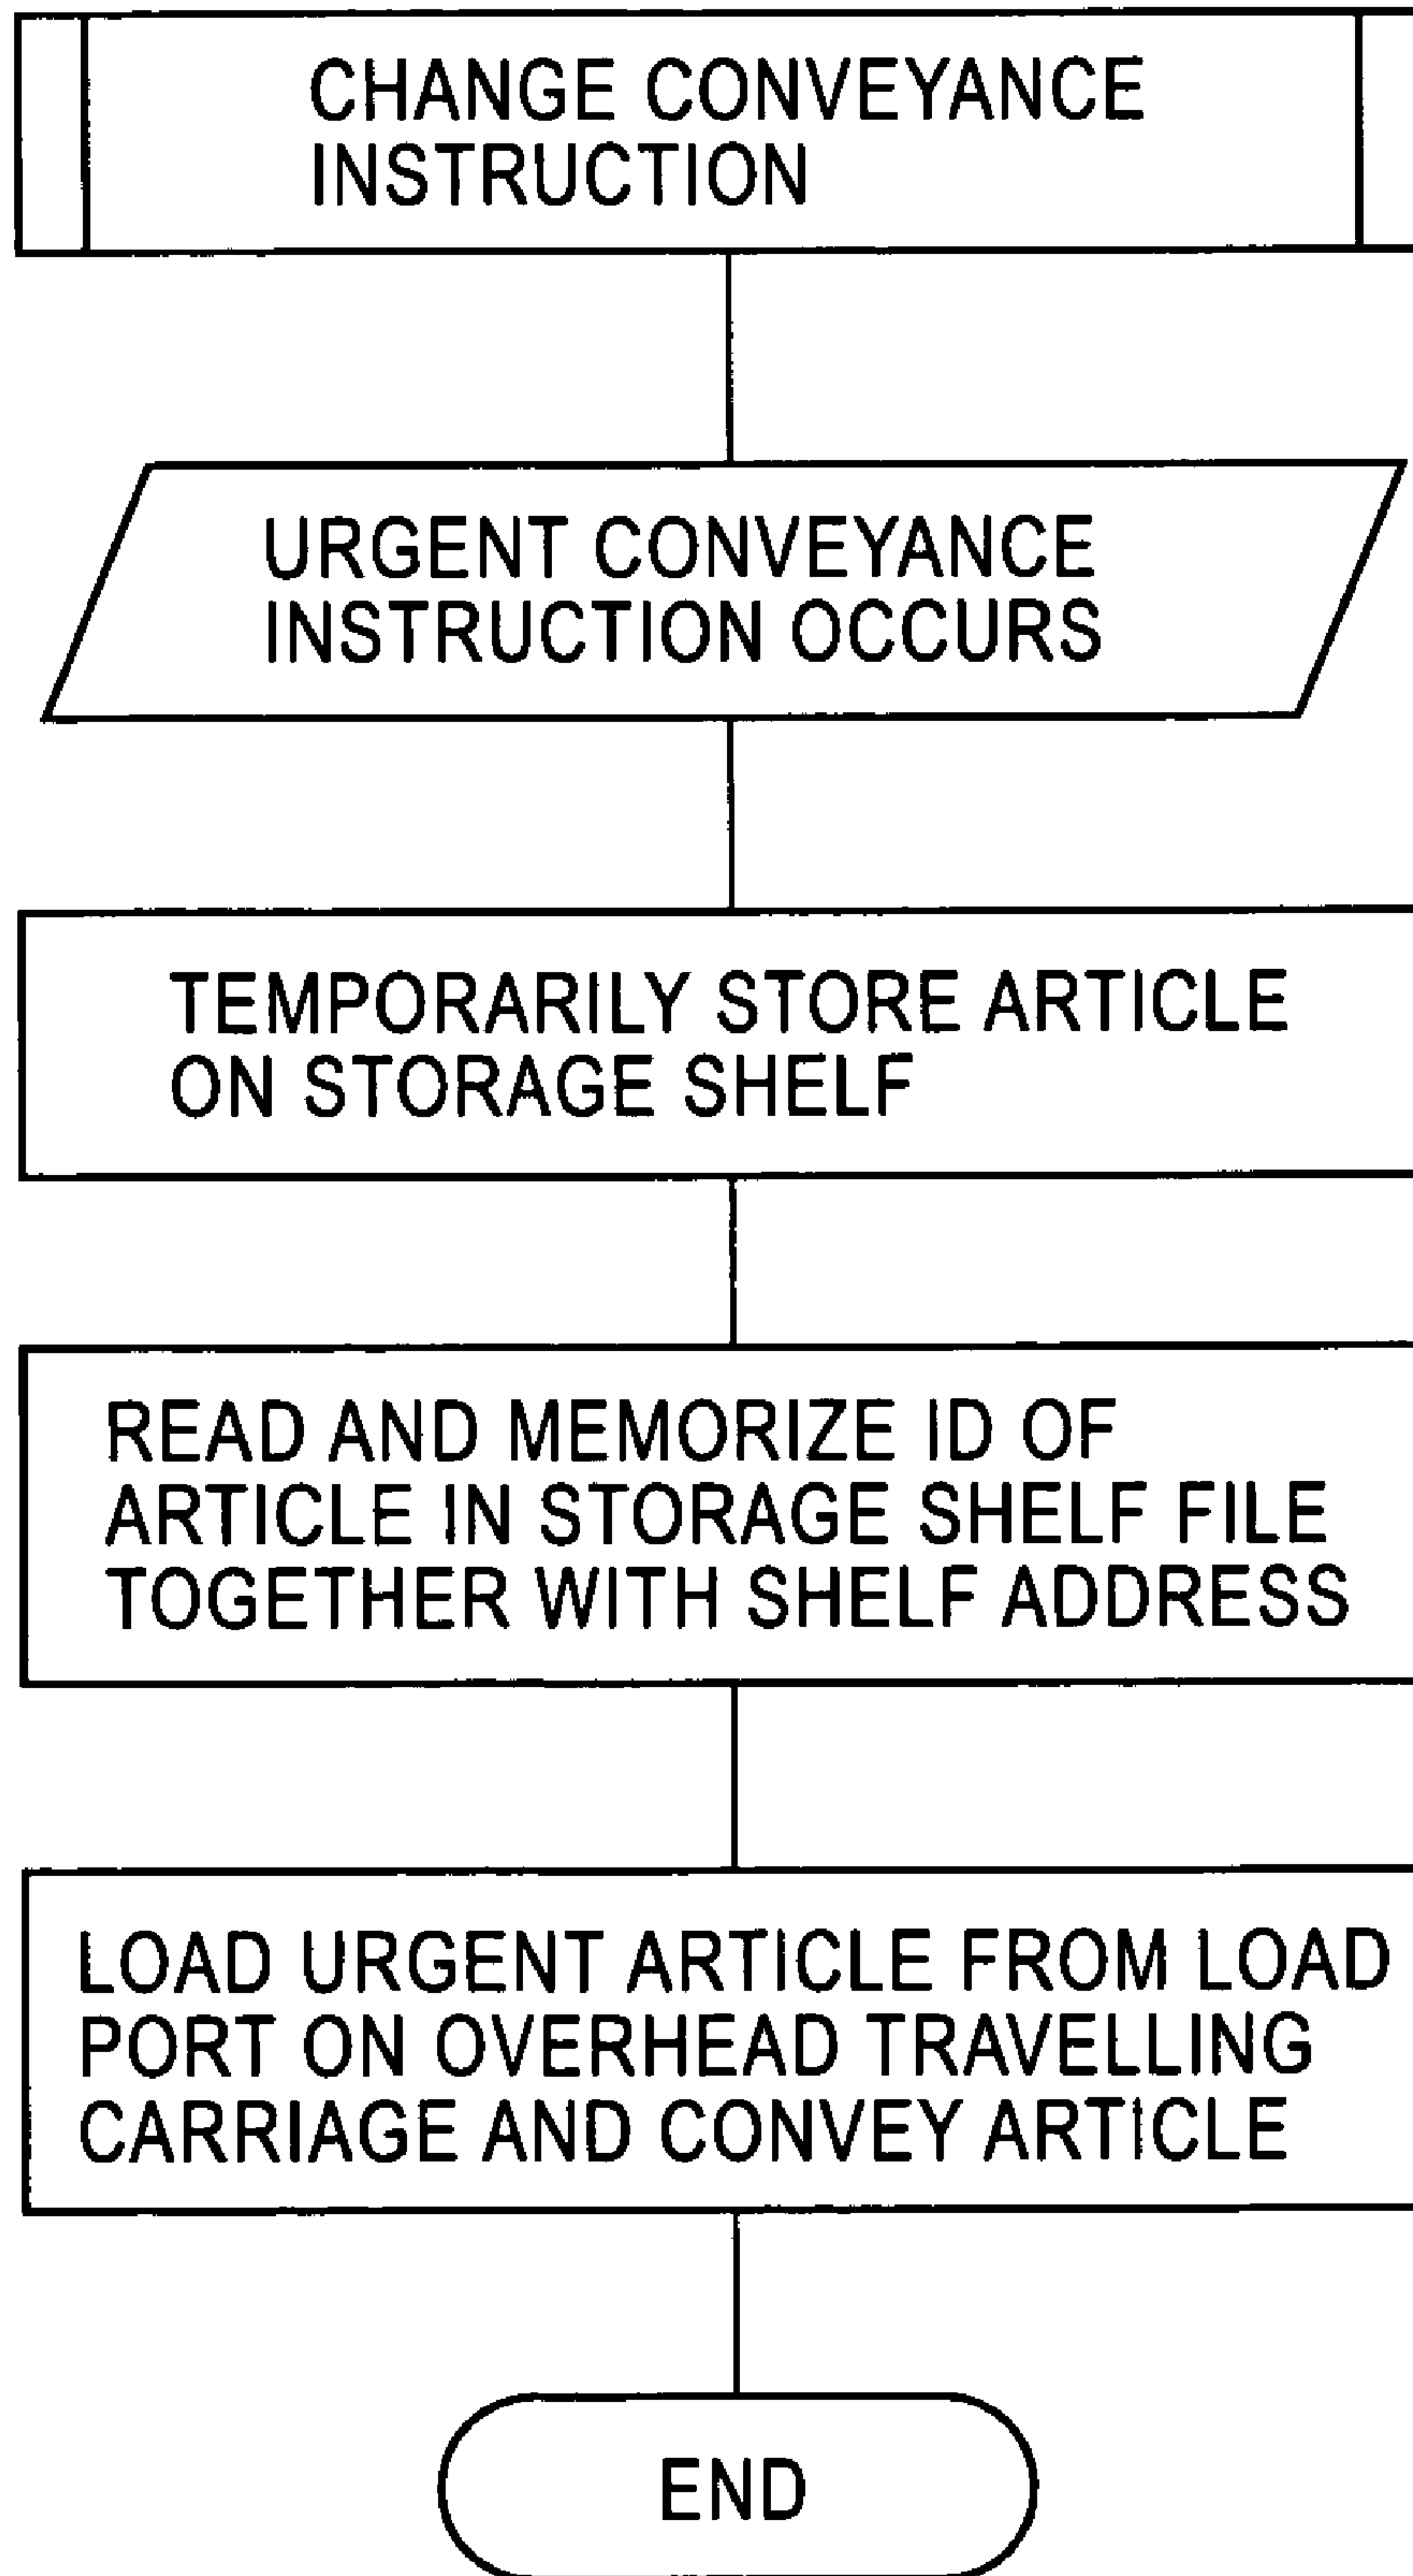 CHANGE CONVEYANCE
INSTRUCTION
URGENT CONVEYANCE
INSTRUCTION OCCURS
TEMPORARILY STORE ARTICLE
ON STORAGE SHELF
READ AND MEMORIZE ID OF
ARTICLE IN STORAGE SHELF FILE
TOGETHER WITH SHELF ADDRESS
LOAD URGENT ARTICLE FROM LOAD
PORT ON OVERHEAD TRAVELLING
CARRIAGE AND CONVEY ARTICLE
END